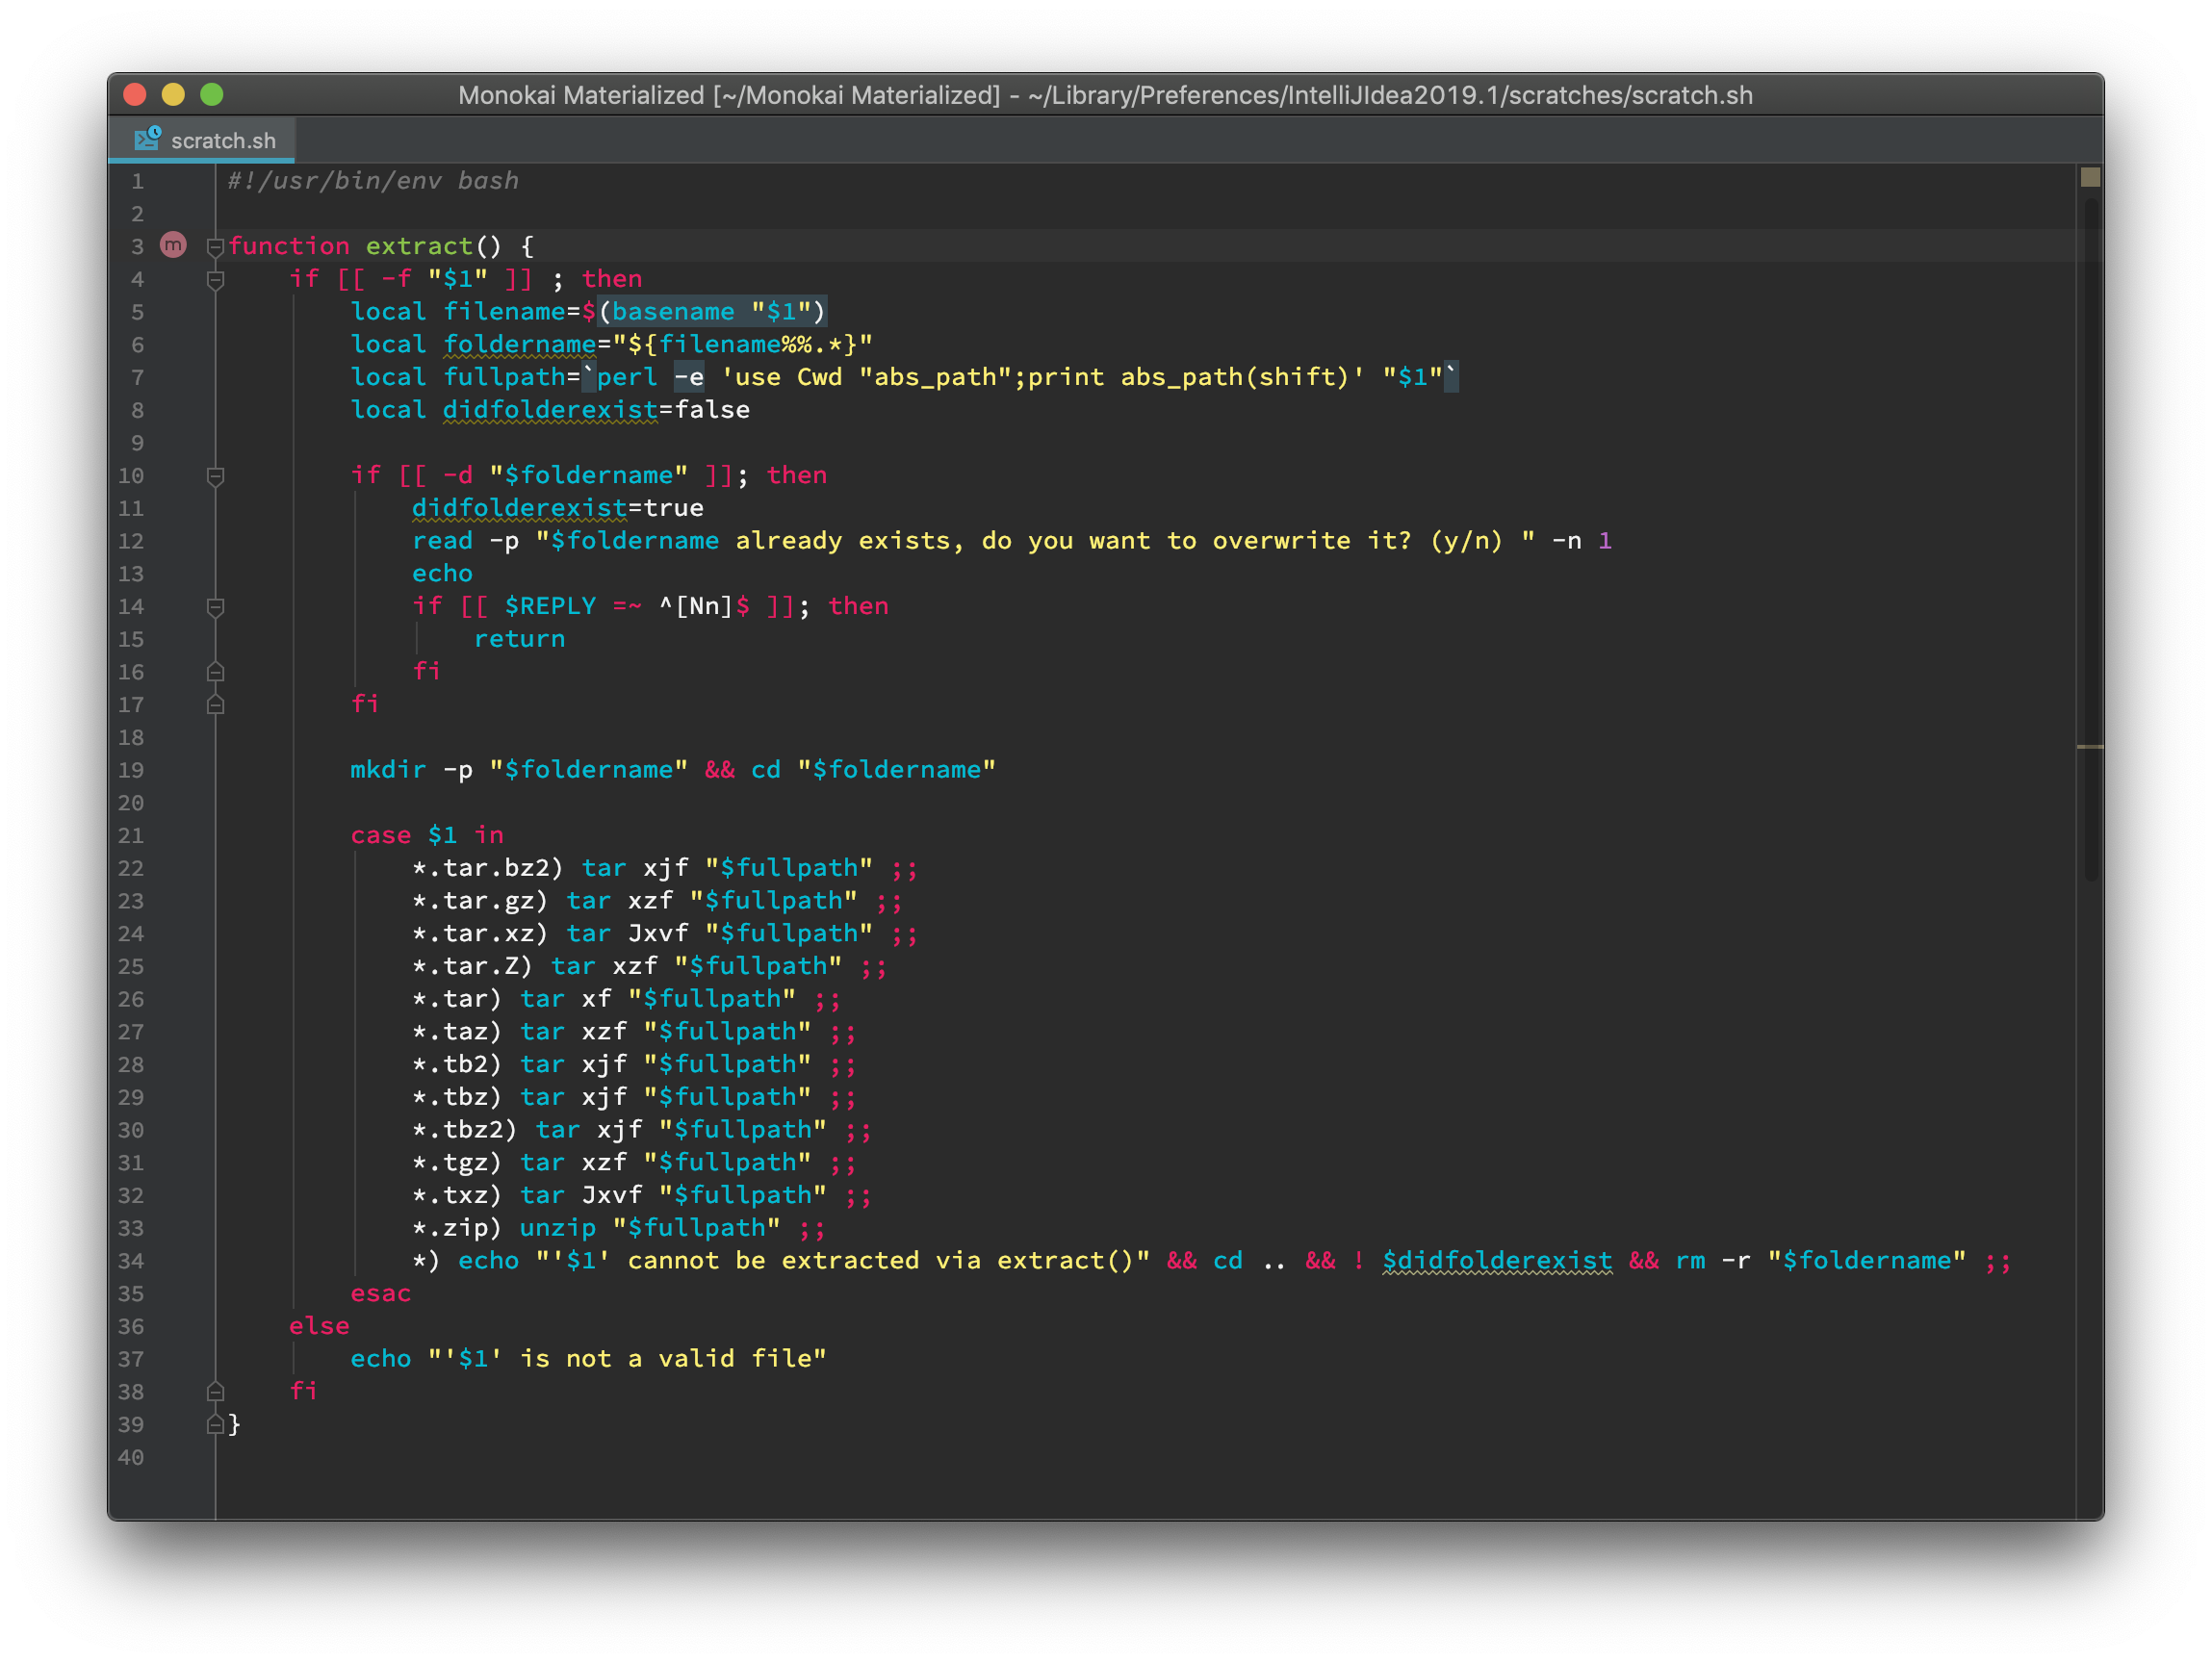 Monokai Materialized [~/Monokai Materialized] - ~/Library/Preferences/IntelliJIdea2019.1/scratches/scratch.sh
scratch.sh
1 #!/usr/bin/env bash
2
3 m function extract() {
4     if [[ -f "$1" ]] ; then
5         local filename=$(basename "$1")
6         local foldername="${filename%%.*}"
7         local fullpath=`perl -e 'use Cwd "abs_path";print abs_path(shift)' "$1"`
8         local didfolderexist=false
9
10         if [[ -d "$foldername" ]]; then
11             didfolderexist=true
12             read -p "$foldername already exists, do you want to overwrite it? (y/n) " -n 1
13             echo
14             if [[ $REPLY =~ ^[Nn]$ ]]; then
15                 return
16             fi
17         fi
18
19         mkdir -p "$foldername" && cd "$foldername"
20
21         case $1 in
22             *.tar.bz2) tar xjf "$fullpath" ;;
23             *.tar.gz) tar xzf "$fullpath" ;;
24             *.tar.xz) tar Jxvf "$fullpath" ;;
25             *.tar.Z) tar xzf "$fullpath" ;;
26             *.tar) tar xf "$fullpath" ;;
27             *.taz) tar xzf "$fullpath" ;;
28             *.tb2) tar xjf "$fullpath" ;;
29             *.tbz) tar xjf "$fullpath" ;;
30             *.tbz2) tar xjf "$fullpath" ;;
31             *.tgz) tar xzf "$fullpath" ;;
32             *.txz) tar Jxvf "$fullpath" ;;
33             *.zip) unzip "$fullpath" ;;
34             *) echo "'$1' cannot be extracted via extract()" && cd .. && ! $didfolderexist && rm -r "$foldername" ;;
35         esac
36     else
37         echo "'$1' is not a valid file"
38     fi
39 }
40